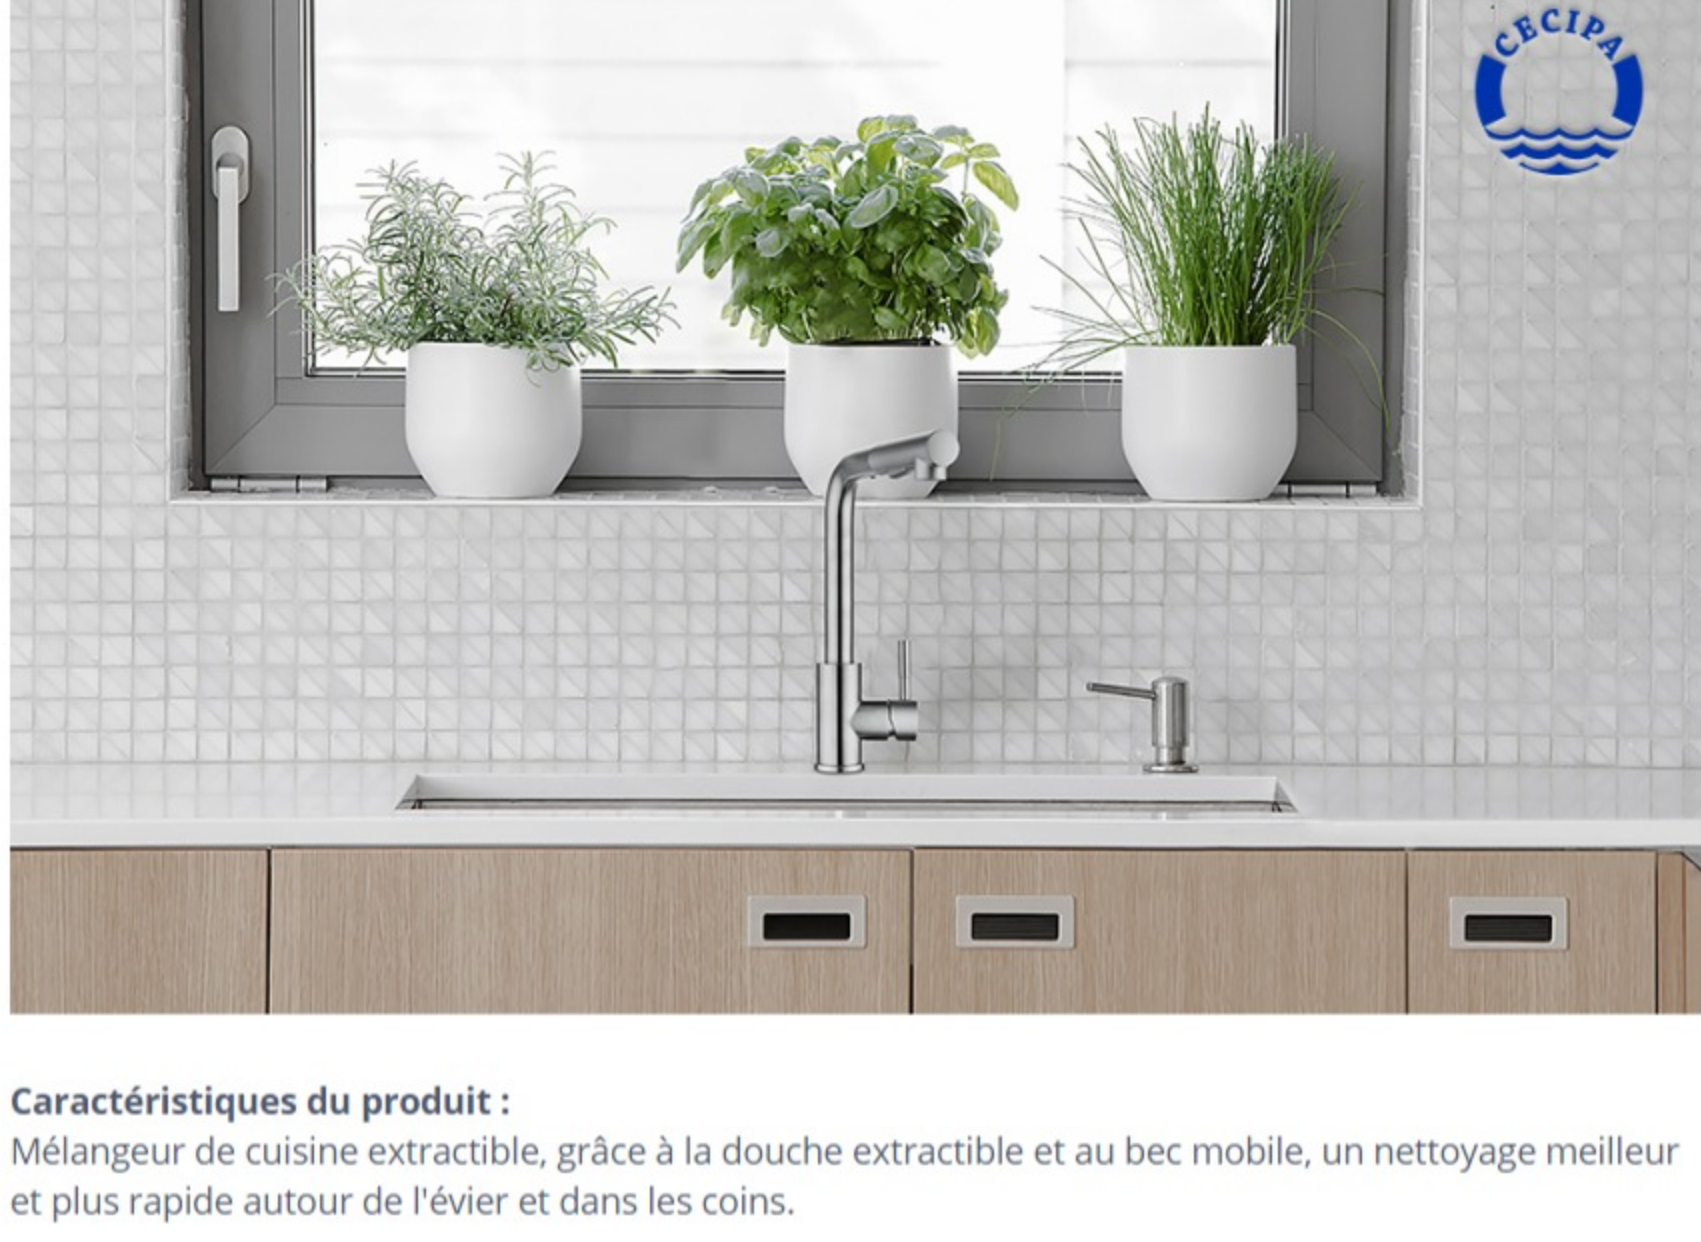 CECIPA
Caractéristiques du produit :
Mélangeur de cuisine extractible, grâce à la douche extractible et au bec mobile, un nettoyage meilleur
et plus rapide autour de l'évier et dans les coins.